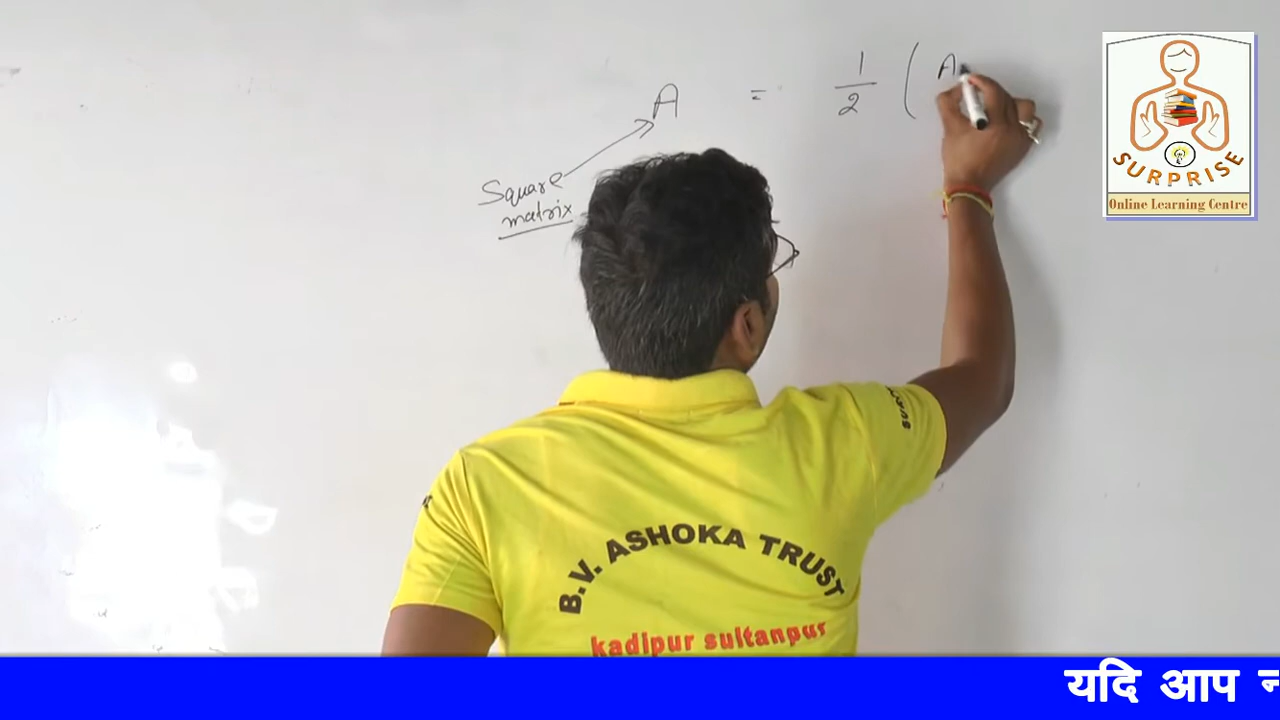 A = 1/2 ( A
Square
matrix
SURPRISE
Online Learning Centre
B.V. ASHOKA TRUST
kadipur sultanpur
यदि आप